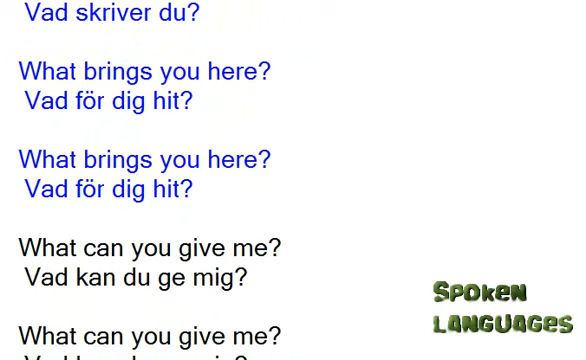 Vad skriver du?
What brings you here?
Vad för dig hit?
What brings you here?
Vad för dig hit?
What can you give me?
Vad kan du ge mig?
What can you give me?
Spoken
Languages